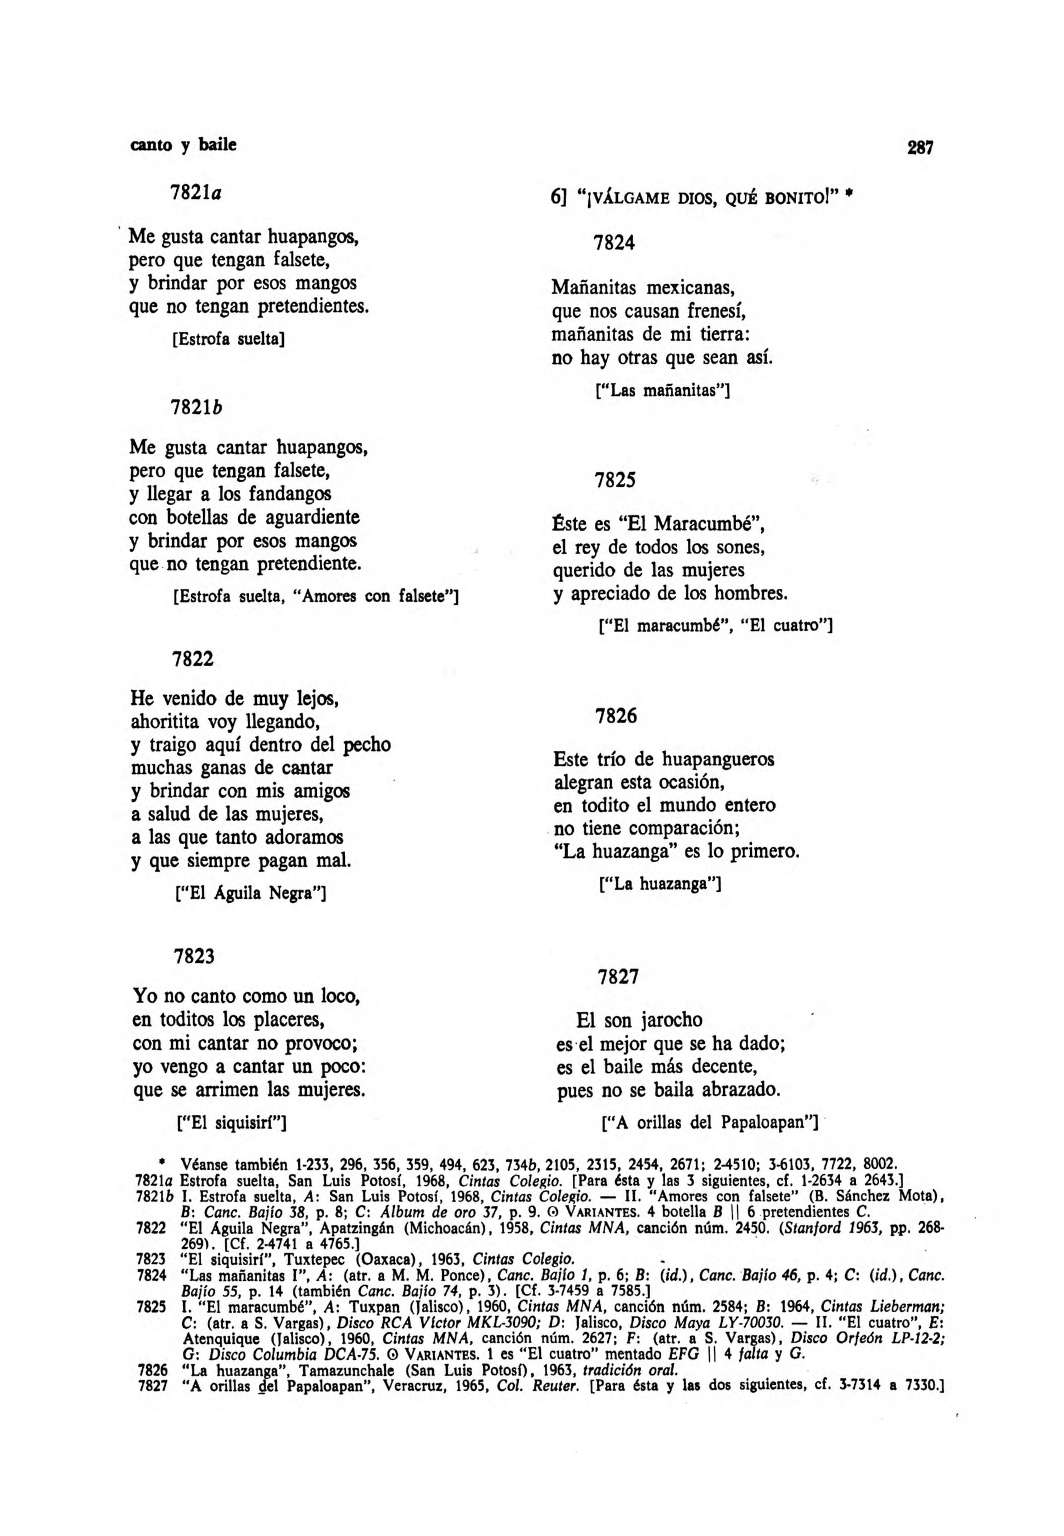 canto y baile
287
7821a
Me gusta cantar huapangos,
pero que tengan falsete,
y brindar por esos mangos
que no tengan pretendientes.
[Estrofa suelta]
7821b
Me gusta cantar huapangos,
pero que tengan falsete,
y llegar a los fandangos
con botellas de aguardiente
y brindar por esos mangos
que no tengan pretendiente.
[Estrofa suelta, “Amores con falsete”]
7822
He venido de muy lejos,
ahoritita voy llegando,
y traigo aquí dentro del pecho
muchas ganas de cantar
y brindar con mis amigos
a salud de las mujeres,
a las que tanto adoramos
y que siempre pagan mal.
[“El Águila Negra”]
7823
Yo no canto como un loco,
en toditos los placeres,
con mi cantar no provoco;
yo vengo a cantar un poco:
que se arrimen las mujeres.
[“El siquisirí”]
6] “¡VÁLGAME DIOS, QUÉ BONITO!” *
7824
Mañanitas mexicanas,
que nos causan frenesí,
mañanitas de mi tierra:
no hay otras que sean así.
[“Las mañanitas”]
7825
Éste es “El Maracumbé”,
el rey de todos los sones,
querido de las mujeres
y apreciado de los hombres.
[“El maracumbé”, “El cuatro”]
7826
Este trío de huapangueros
alegran esta ocasión,
en todito el mundo entero
no tiene comparación;
“La huazanga” es lo primero.
[“La huazanga”]
7827
El son jarocho
es el mejor que se ha dado;
es el baile más decente,
pues no se baila abrazado.
[“A orillas del Papaloapan”]
* Véanse también 1-233, 296, 356, 359, 494, 623, 734b, 2105, 2315, 2454, 2671; 2-4510; 3-6103, 7722, 8002.
7821a Estrofa suelta, San Luis Potosí, 1968, Cintas Colegio. [Para ésta y las 3 siguientes, cf. 1-2634 a 2643.]
7821b I. Estrofa suelta, A: San Luis Potosí, 1968, Cintas Colegio. — II. “Amores con falsete” (B. Sánchez Mota),
B: Canc. Bajío 38, p. 8; C: Álbum de oro 37, p. 9. ⊙ VARIANTES. 4 botella B || 6 pretendientes C.
7822 “El Águila Negra”, Apatzingán (Michoacán), 1958, Cintas MNA, canción núm. 2450. (Stanford 1963, pp. 268-
269). [Cf. 2-4741 a 4765.]
7823 “El siquisirí”, Tuxtepec (Oaxaca), 1963, Cintas Colegio.
7824 “Las mañanitas I”, A: (atr. a M. M. Ponce), Canc. Bajío 1, p. 6; B: (id.), Canc. Bajío 46, p. 4; C: (id.), Canc.
Bajío 55, p. 14 (también Canc. Bajío 74, p. 3). [Cf. 3-7459 a 7585.]
7825 I. “El maracumbé”, A: Tuxpan (Jalisco), 1960, Cintas MNA, canción núm. 2584; B: 1964, Cintas Lieberman;
C: (atr. a S. Vargas), Disco RCA Víctor MKL-3090; D: Jalisco, Disco Maya LY-70030. — II. “El cuatro”, E:
Atenquique (Jalisco), 1960, Cintas MNA, canción núm. 2627; F: (atr. a S. Vargas), Disco Orfeón LP-12-2;
G: Disco Columbia DCA-75. ⊙ VARIANTES. 1 es “El cuatro” mentado EFG || 4 falta y G.
7826 “La huazanga”, Tamazunchale (San Luis Potosí), 1963, tradición oral.
7827 “A orillas del Papaloapan”, Veracruz, 1965, Col. Reuter. [Para ésta y las dos siguientes, cf. 3-7314 a 7330.]